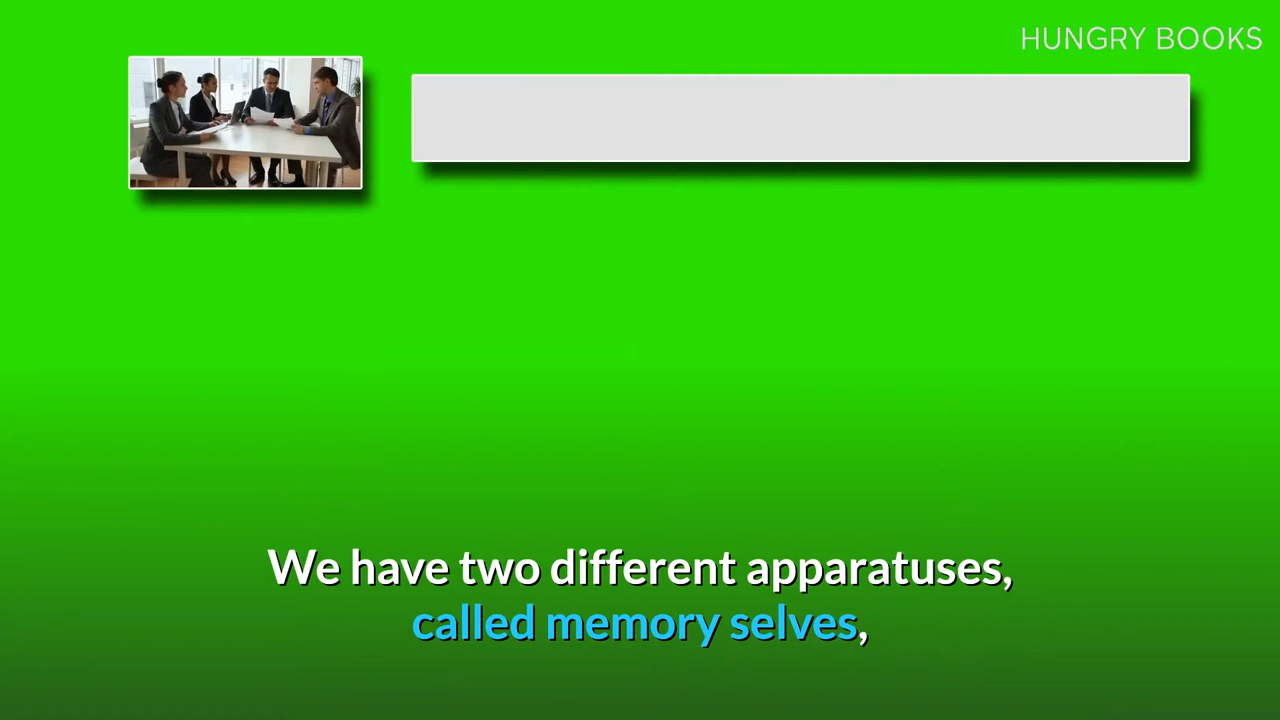 HUNGRY BOOKS
We have two different apparatuses,
called memory selves,